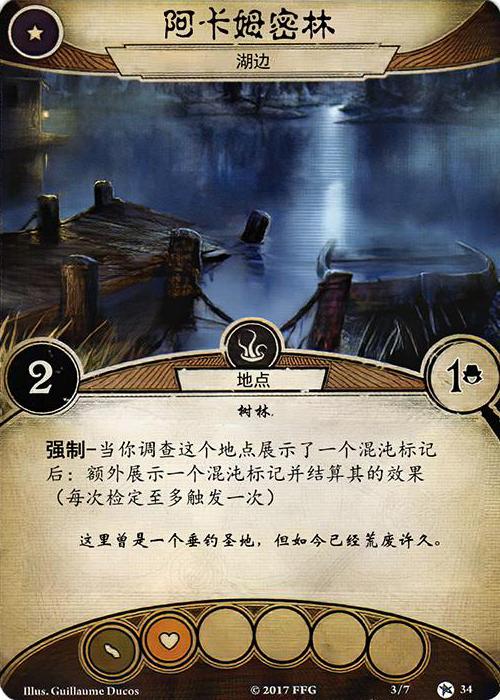 阿卡姆密林
湖边
2
1
地点
树林.
强制-当你调查这个地点展示了一个混沌标记
后：额外展示一个混沌标记并结算其的效果
（每次检定至多触发一次）
这里曾是一个垂钓圣地，但如今已经荒废许久。
Illus. Guillaume Ducos
© 2017 FFG
3/7
34